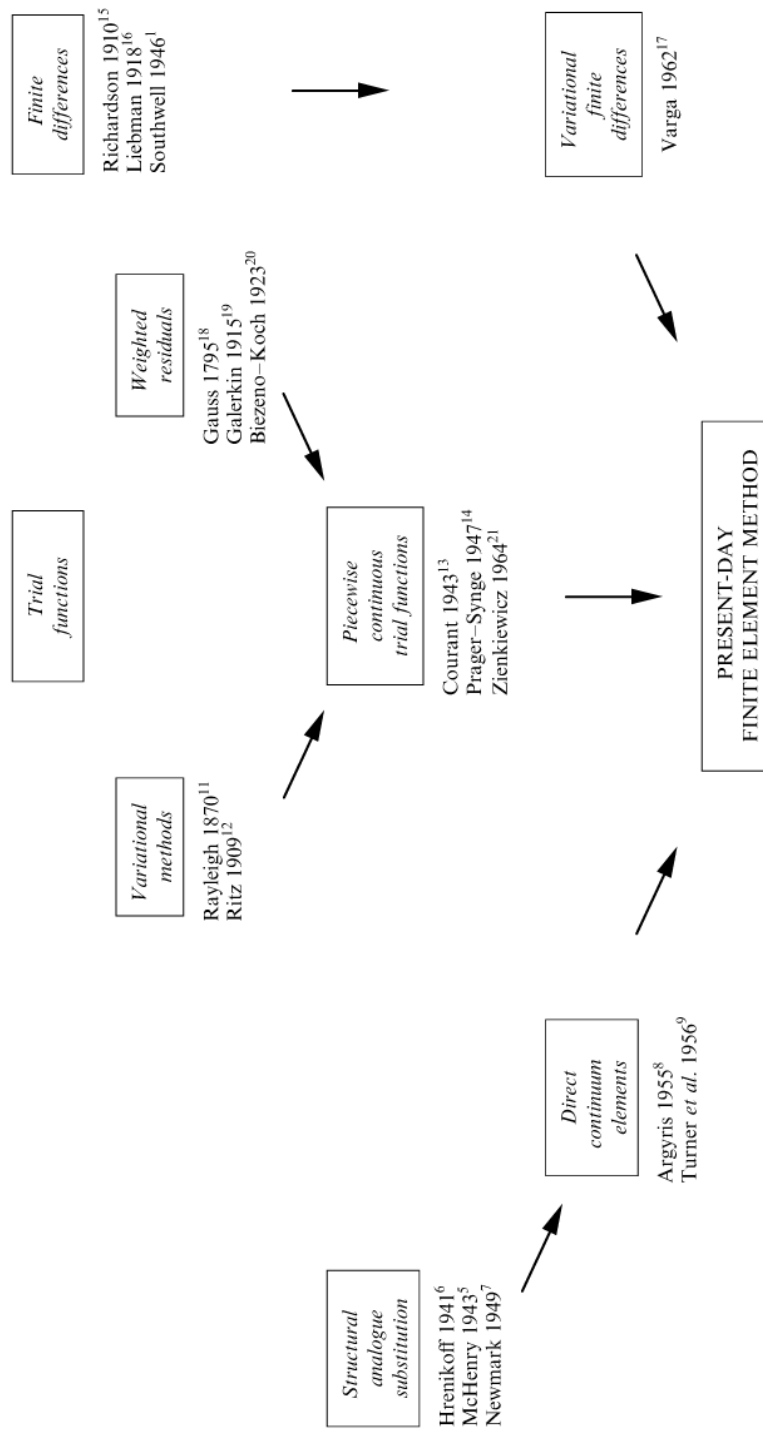 Trial
functions
Finite
differences
Richardson 1910¹⁵
Liebman 1918¹⁶
Southwell 1946¹
Variational
methods
Rayleigh 1870¹¹
Ritz 1909¹²
Weighted
residuals
Gauss 1795¹⁸
Galerkin 1915¹⁹
Biezeno–Koch 1923²⁰
Structural
analogue
substitution
Hrenikoff 1941⁶
McHenry 1943⁵
Newmark 1949⁷
Piecewise
continuous
trial functions
Courant 1943¹³
Prager–Synge 1947¹⁴
Zienkiewicz 1964²¹
Direct
continuum
elements
Argyris 1955⁸
Turner et al. 1956⁹
Variational
finite
differences
Varga 1962¹⁷
PRESENT-DAY
FINITE ELEMENT METHOD